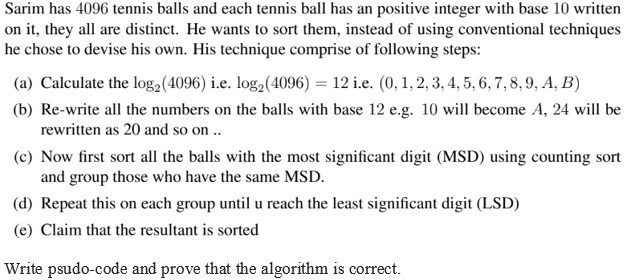 Sarim has 4096 tennis balls and each tennis ball has an positive integer with base 10 written
on it, they all are distinct. He wants to sort them, instead of using conventional techniques
he chose to devise his own. His technique comprise of following steps:
(a) Calculate the log₂(4096) i.e. log₂(4096) = 12 i.e. (0, 1, 2, 3, 4, 5, 6, 7, 8, 9, A, B)
(b) Re-write all the numbers on the balls with base 12 e.g. 10 will become A, 24 will be
rewritten as 20 and so on ..
(c) Now first sort all the balls with the most significant digit (MSD) using counting sort
and group those who have the same MSD.
(d) Repeat this on each group until u reach the least significant digit (LSD)
(e) Claim that the resultant is sorted
Write psudo-code and prove that the algorithm is correct.